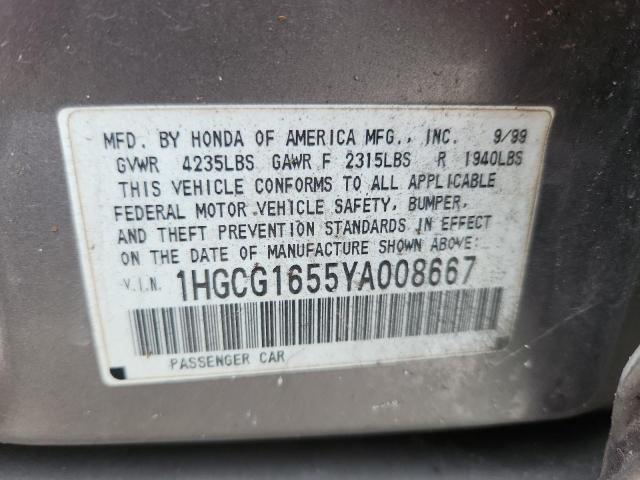 MFD. BY HONDA OF AMERICA MFG., INC. 9/99
GVWR 4235LBS GAWR F 2315LBS R 1940LBS
THIS VEHICLE CONFORMS TO ALL APPLICABLE
FEDERAL MOTOR VEHICLE SAFETY, BUMPER,
AND THEFT PREVENTION STANDARDS IN EFFECT
ON THE DATE OF MANUFACTURE SHOWN ABOVE:
V.I.N. 1HGCG1655YA008667
PASSENGER CAR